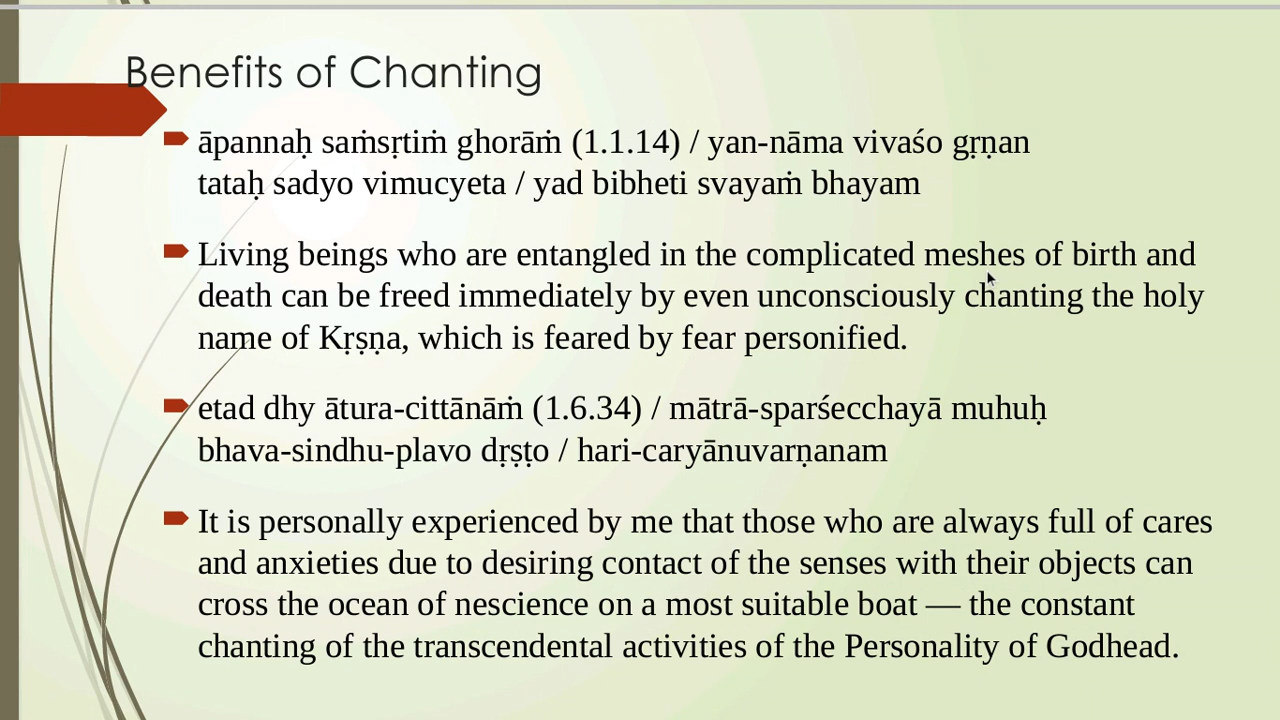 Benefits of Chanting
āpannaḥ saṁsṛtiṁ ghorāṁ (1.1.14) / yan-nāma vivaśo gṛṇan
tataḥ sadyo vimucyeta / yad bibheti svayaṁ bhayam
Living beings who are entangled in the complicated meshes of birth and
death can be freed immediately by even unconsciously chanting the holy
name of Kṛṣṇa, which is feared by fear personified.
etad dhy ātura-cittānāṁ (1.6.34) / mātrā-sparśecchayā muhuḥ
bhava-sindhu-plavo dṛṣṭo / hari-caryānuvarṇanam
It is personally experienced by me that those who are always full of cares
and anxieties due to desiring contact of the senses with their objects can
cross the ocean of nescience on a most suitable boat — the constant
chanting of the transcendental activities of the Personality of Godhead.